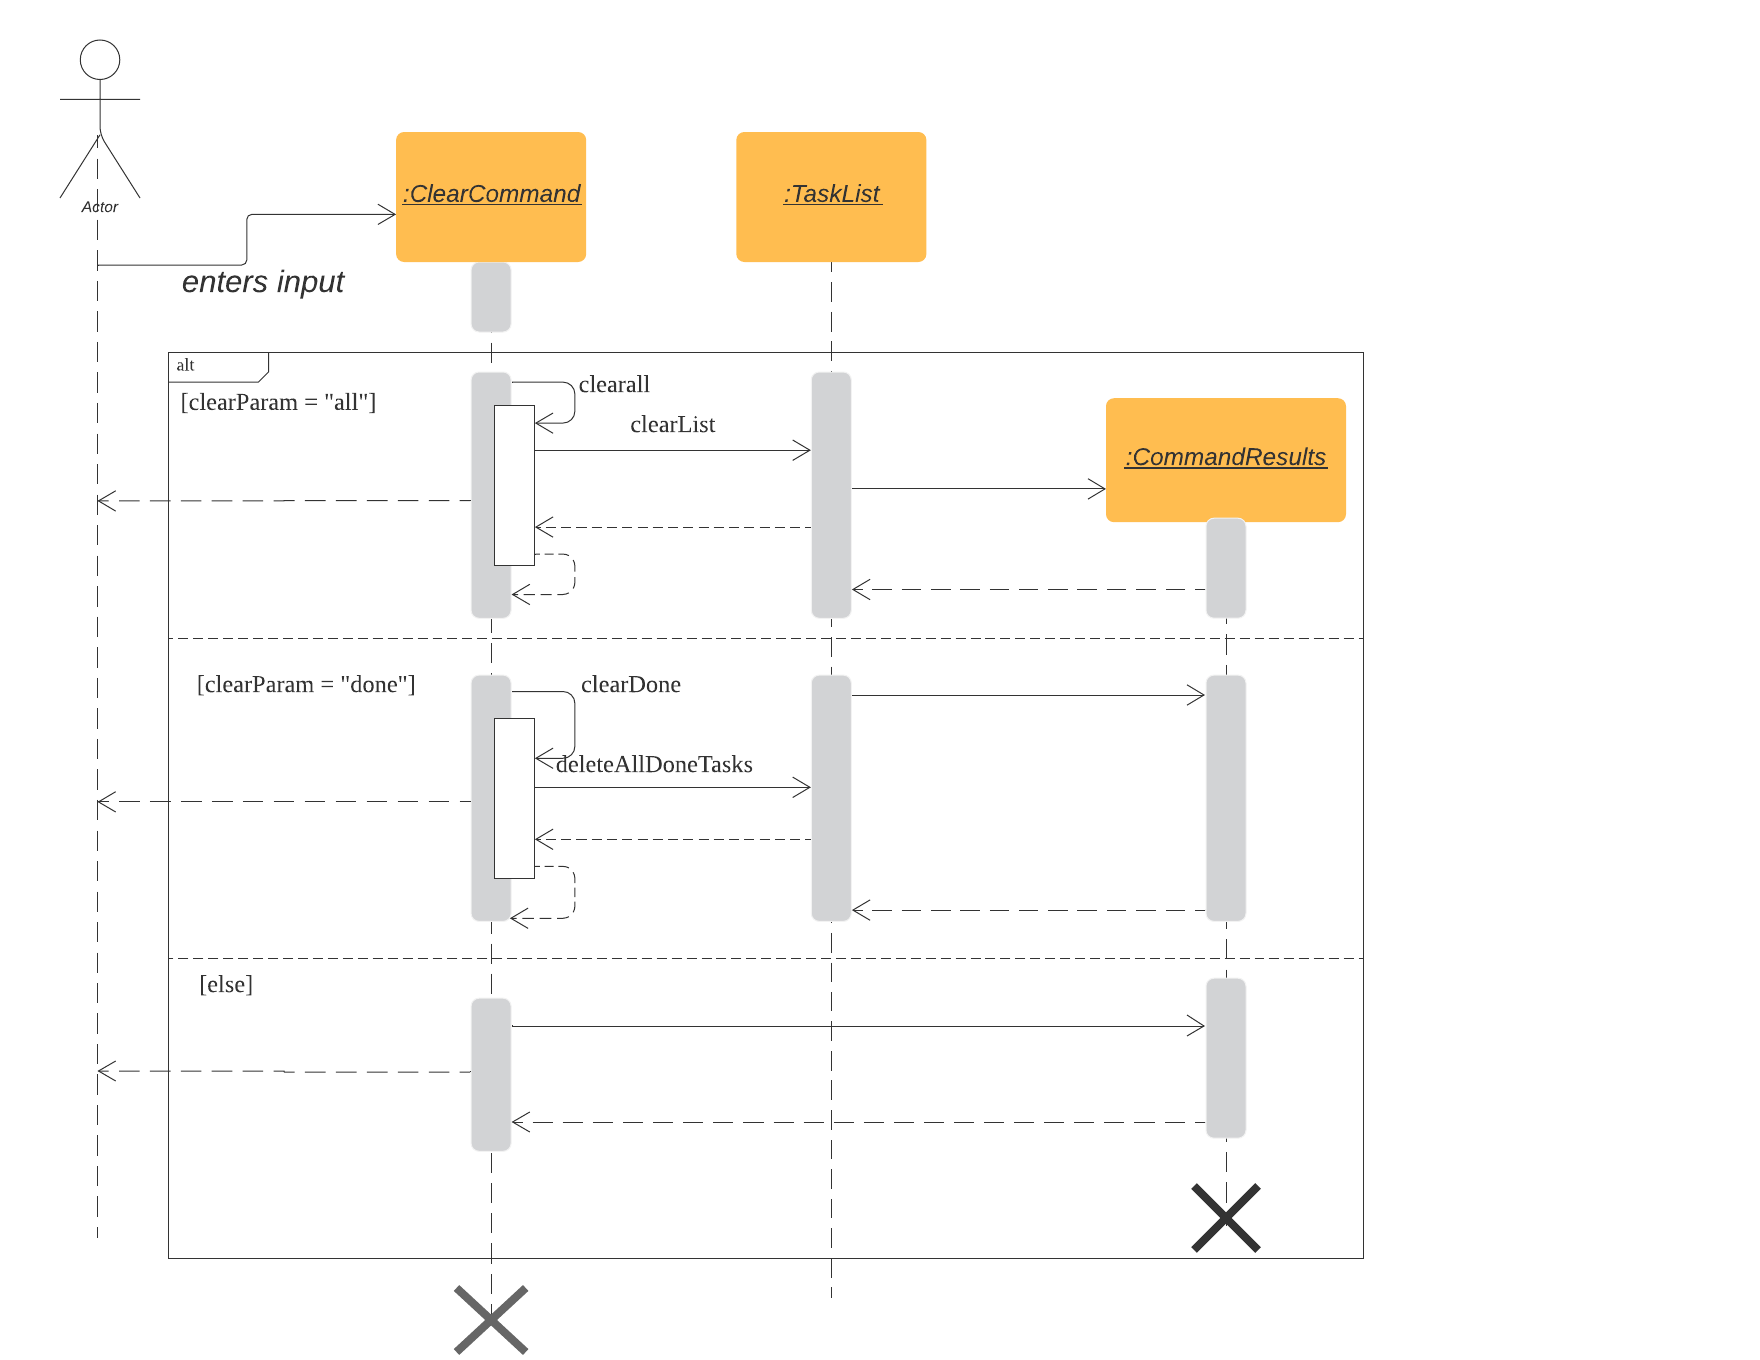 Actor
:ClearCommand
:TaskList
enters input
alt
[clearParam = "all"]
clearall
clearList
:CommandResults
[clearParam = "done"]
clearDone
deleteAllDoneTasks
[else]